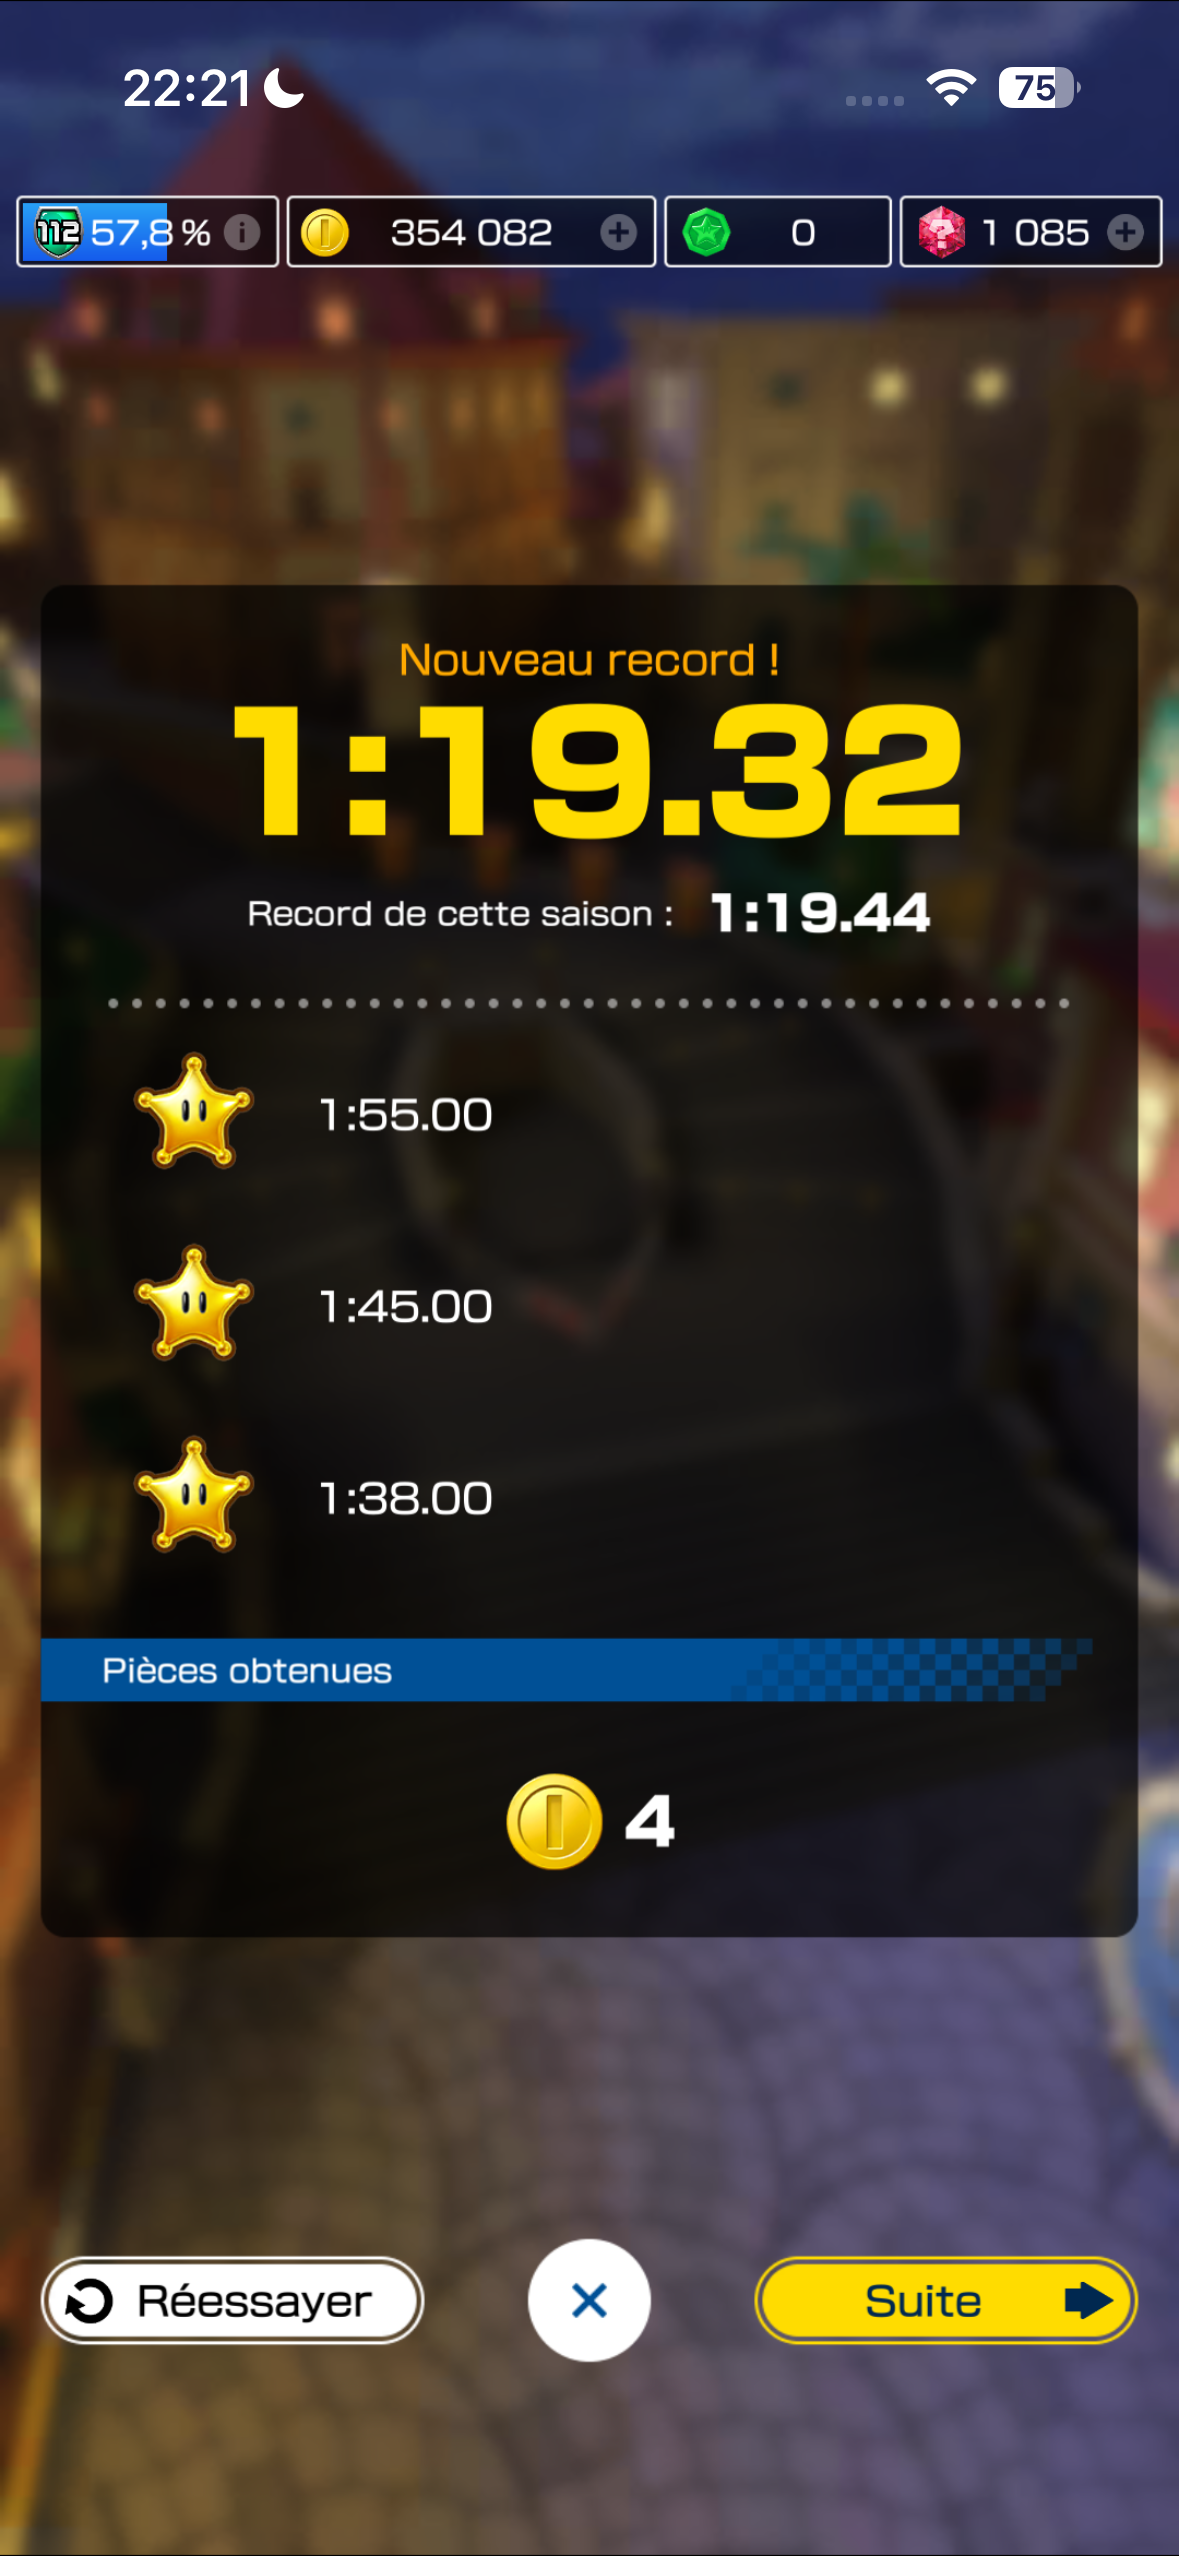 22:21
75
112 57,8 % i
354 082 +
0
1 085 +
Nouveau record !
1:19.32
Record de cette saison : 1:19.44
1:55.00
1:45.00
1:38.00
Pièces obtenues
4
Réessayer
Suite